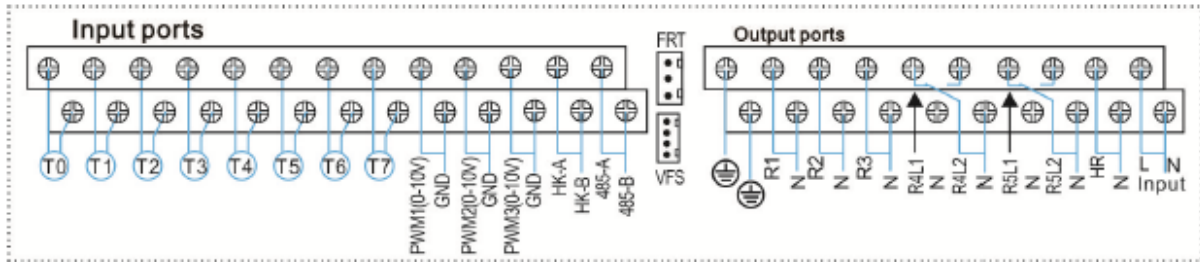 Input ports
FRT
Output ports
T0 T1 T2 T3 T4 T5 T6 T7
PWM1(0-10V)
GND
PWM2(0-10V)
GND
PWM3(0-10V)
GND
HK-A
HK-B
485-A
485-B
VFS
R1
N
R2
N
R3
N
R4L1
N
R4L2
N
R5L1
N
R5L2
N
HR
N
L N
Input